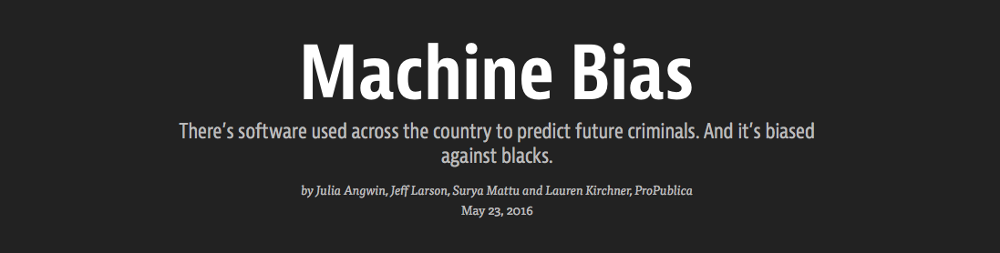 Machine Bias
There’s software used across the country to predict future criminals. And it’s biased
against blacks.
by Julia Angwin, Jeff Larson, Surya Mattu and Lauren Kirchner, ProPublica
May 23, 2016